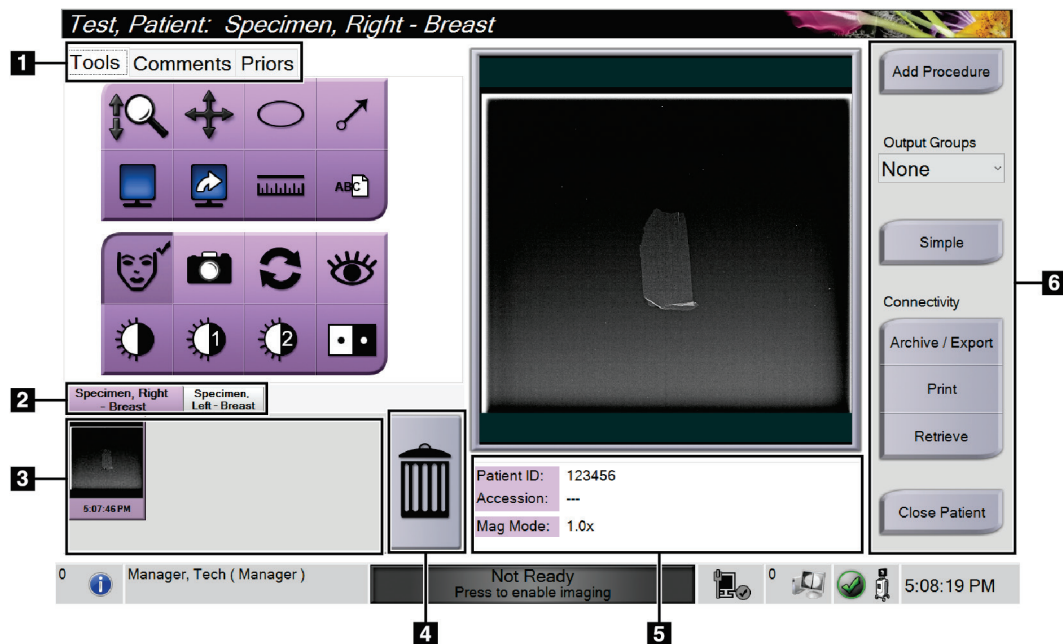 Test, Patient: Specimen, Right - Breast
1
Tools Comments Priors
ABC
1 2
2
Specimen, Right
- Breast
Specimen,
Left - Breast
3
5:07:46 PM
4
Patient ID: 123456
Accession: ---
Mag Mode: 1.0x
5
Add Procedure
Output Groups
None
Simple
Connectivity
Archive / Export
Print
Retrieve
Close Patient
6
0
i
Manager, Tech ( Manager )
Not Ready
Press to enable imaging
0
5:08:19 PM